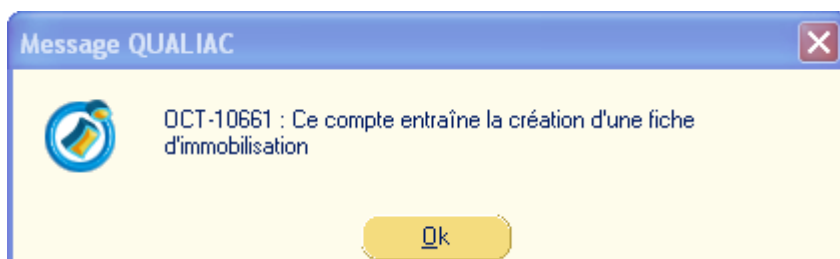 Message QUALIAC
OCT-10661 : Ce compte entraîne la création d'une fiche
d'immobilisation
Ok